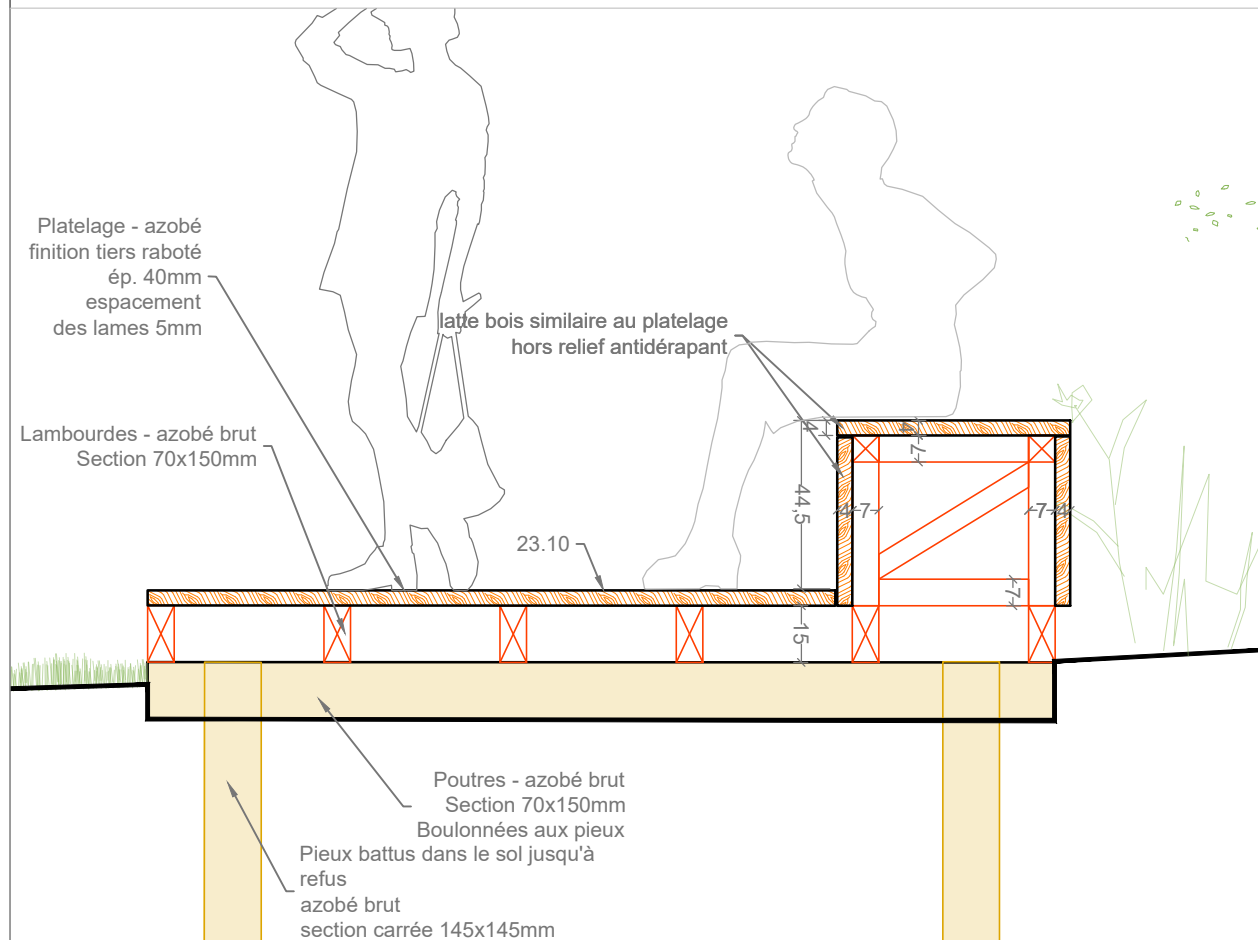 Platelage - azobé
finition tiers raboté
ép. 40mm
espacement
des lames 5mm
latte bois similaire au platelage
hors relief antidérapant
Lambourdes - azobé brut
Section 70x150mm
4
4
7
44,5
4
7
7
4
23.10
7
15
Poutres - azobé brut
Section 70x150mm
Boulonnées aux pieux
Pieux battus dans le sol jusqu'à
refus
azobé brut
section carrée 145x145mm